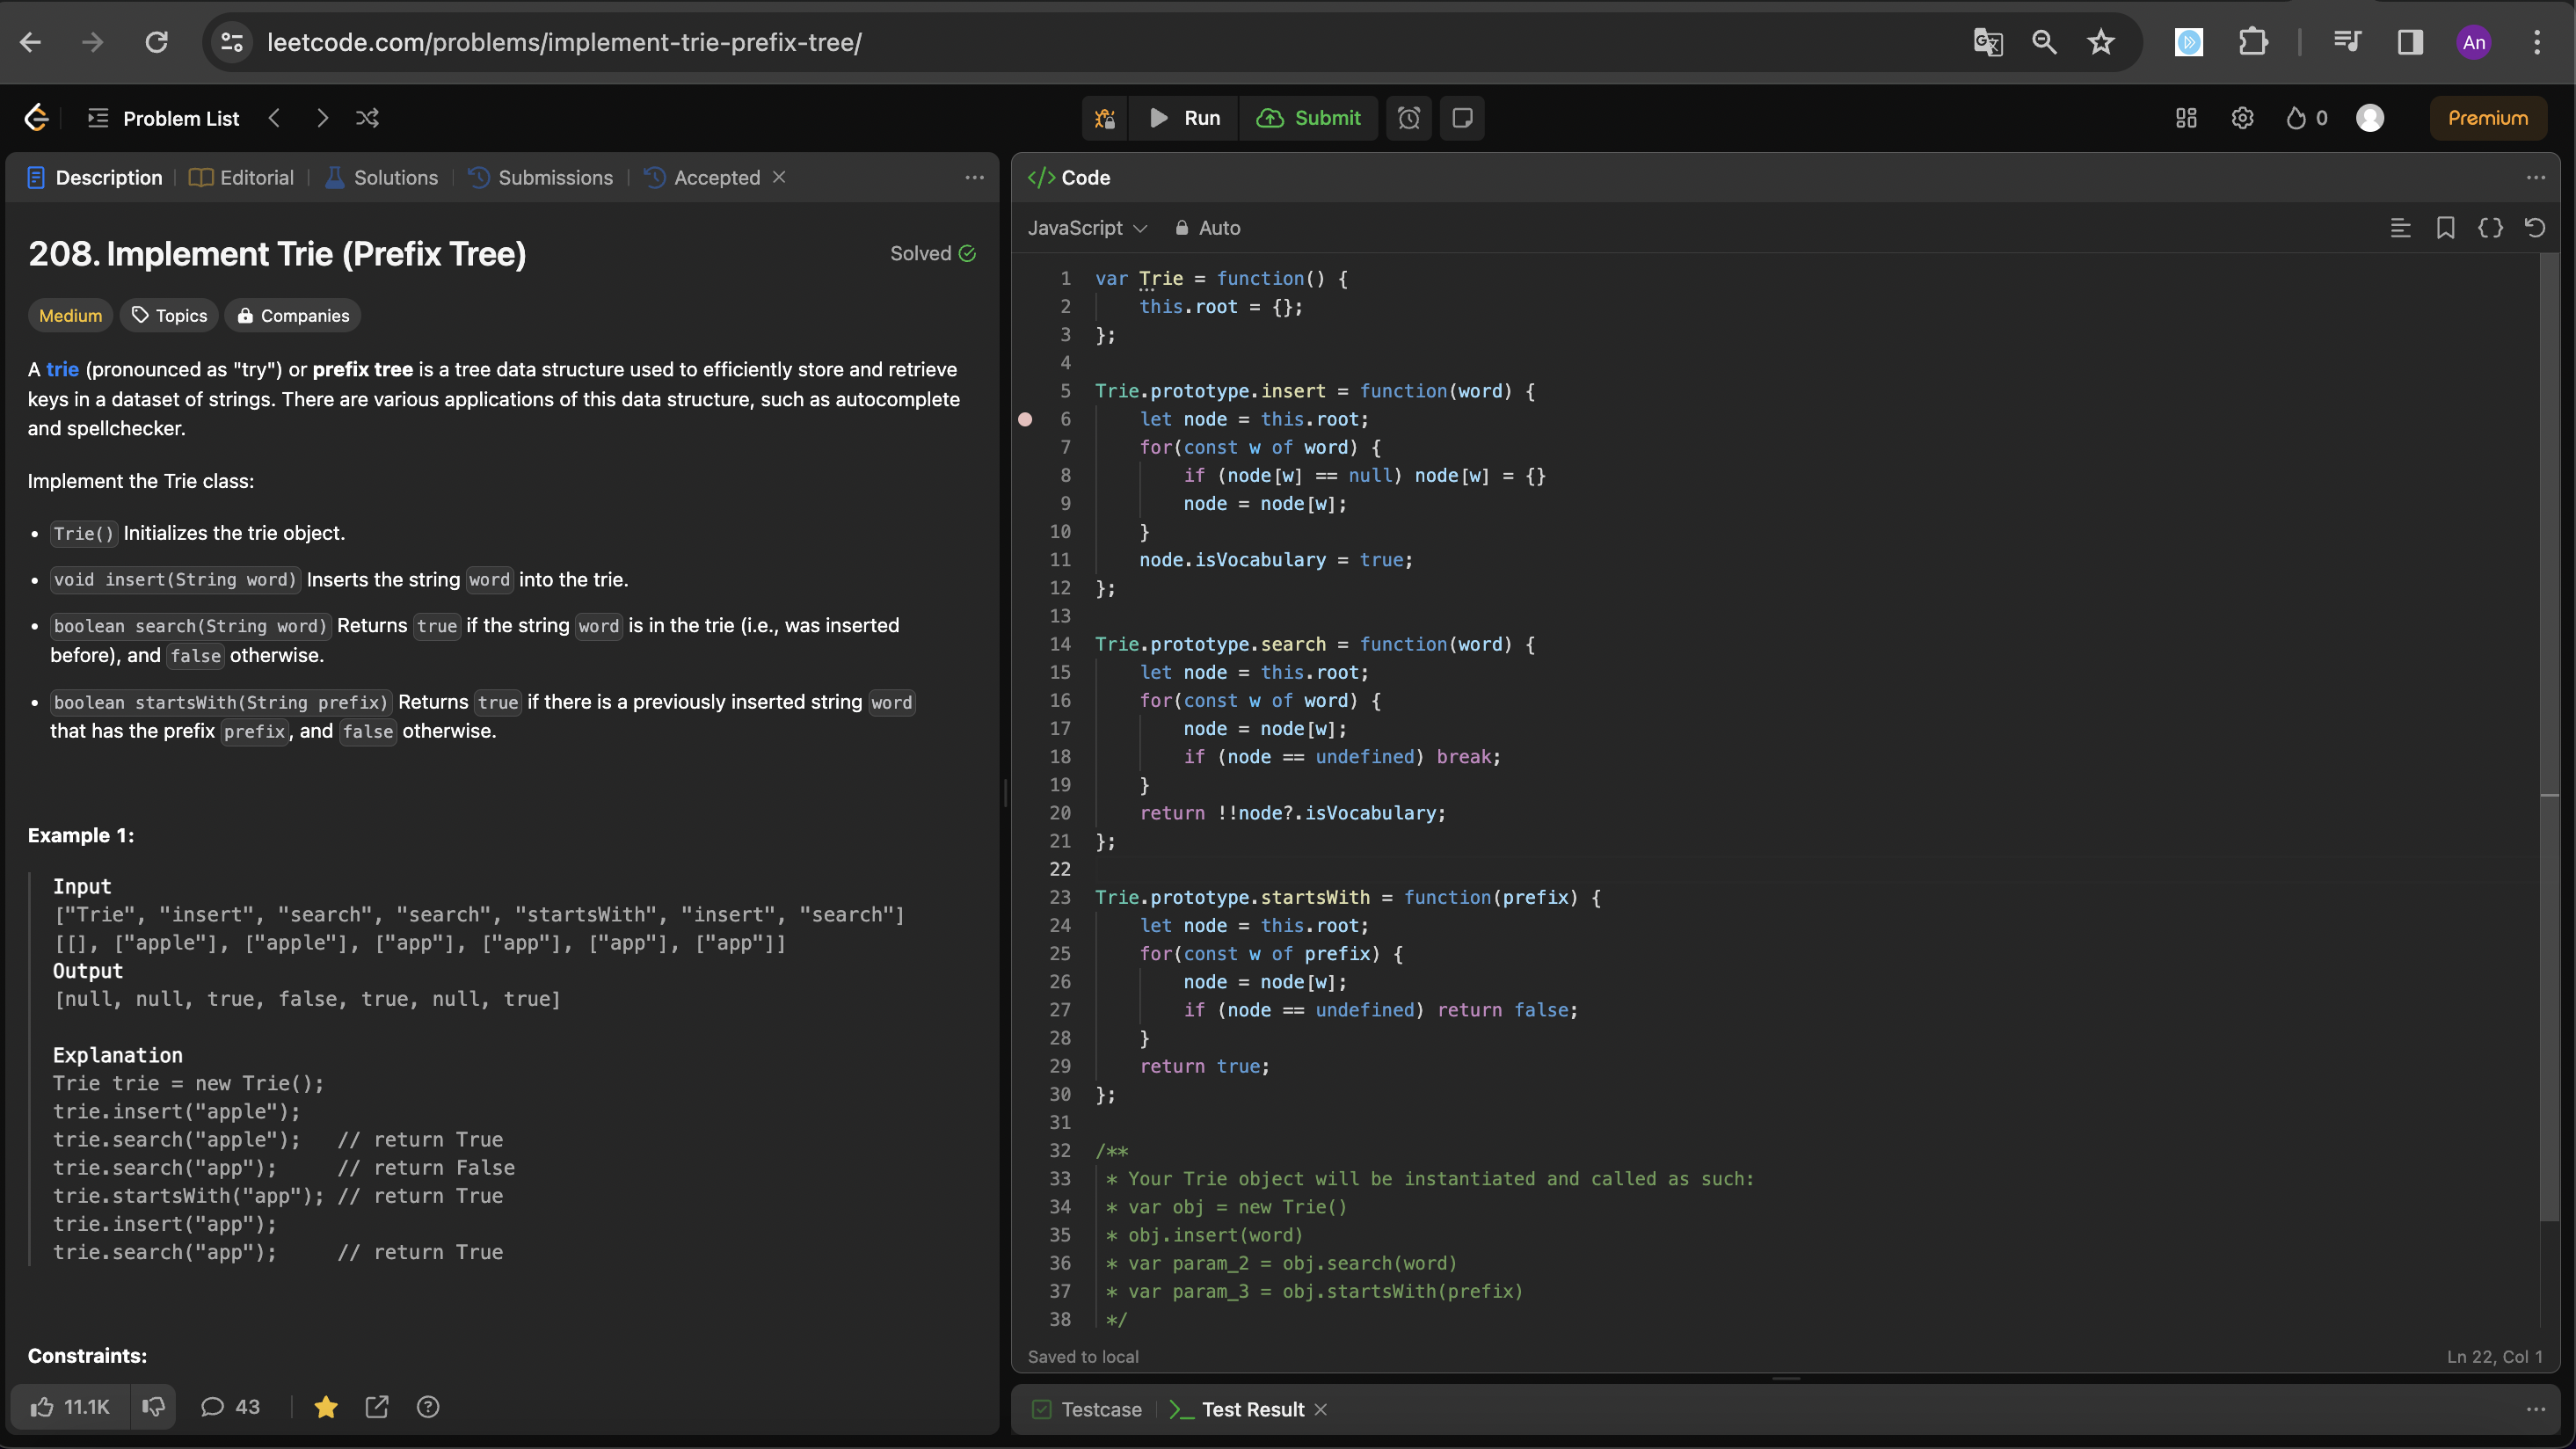 leetcode.com/problems/implement-trie-prefix-tree/
An
Problem List
Run
Submit
0
Premium
Description
Editorial
Solutions
Submissions
Accepted
208. Implement Trie (Prefix Tree)
Solved
Medium
Topics
Companies
A trie (pronounced as "try") or prefix tree is a tree data structure used to efficiently store and retrieve
keys in a dataset of strings. There are various applications of this data structure, such as autocomplete
and spellchecker.
Implement the Trie class:
• Trie() Initializes the trie object.
• void insert(String word) Inserts the string word into the trie.
• boolean search(String word) Returns true if the string word is in the trie (i.e., was inserted
before), and false otherwise.
• boolean startsWith(String prefix) Returns true if there is a previously inserted string word
that has the prefix prefix, and false otherwise.
Example 1:
Input
["Trie", "insert", "search", "search", "startsWith", "insert", "search"]
[[], ["apple"], ["apple"], ["app"], ["app"], ["app"], ["app"]]
Output
[null, null, true, false, true, null, true]
Explanation
Trie trie = new Trie();
trie.insert("apple");
trie.search("apple");   // return True
trie.search("app");     // return False
trie.startsWith("app"); // return True
trie.insert("app");
trie.search("app");     // return True
Constraints:
11.1K
43
</> Code
JavaScript
Auto
1 var Trie = function() {
2     this.root = {};
3 };
4
5 Trie.prototype.insert = function(word) {
6     let node = this.root;
7     for(const w of word) {
8         if (node[w] == null) node[w] = {}
9         node = node[w];
10     }
11     node.isVocabulary = true;
12 };
13
14 Trie.prototype.search = function(word) {
15     let node = this.root;
16     for(const w of word) {
17         node = node[w];
18         if (node == undefined) break;
19     }
20     return !!node?.isVocabulary;
21 };
22
23 Trie.prototype.startsWith = function(prefix) {
24     let node = this.root;
25     for(const w of prefix) {
26         node = node[w];
27         if (node == undefined) return false;
28     }
29     return true;
30 };
31
32 /**
33  * Your Trie object will be instantiated and called as such:
34  * var obj = new Trie()
35  * obj.insert(word)
36  * var param_2 = obj.search(word)
37  * var param_3 = obj.startsWith(prefix)
38  */
Saved to local
Ln 22, Col 1
Testcase
Test Result